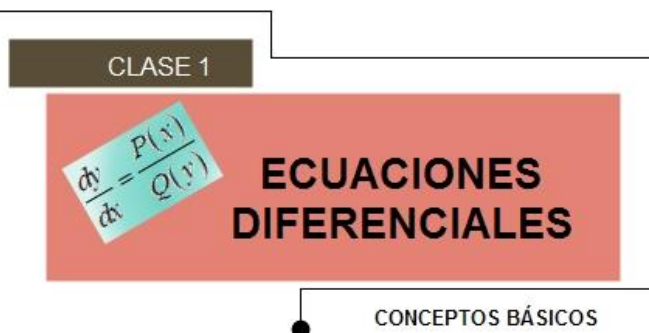 CLASE 1
dy/dx = P(x)/Q(y)
ECUACIONES
DIFERENCIALES
CONCEPTOS BÁSICOS